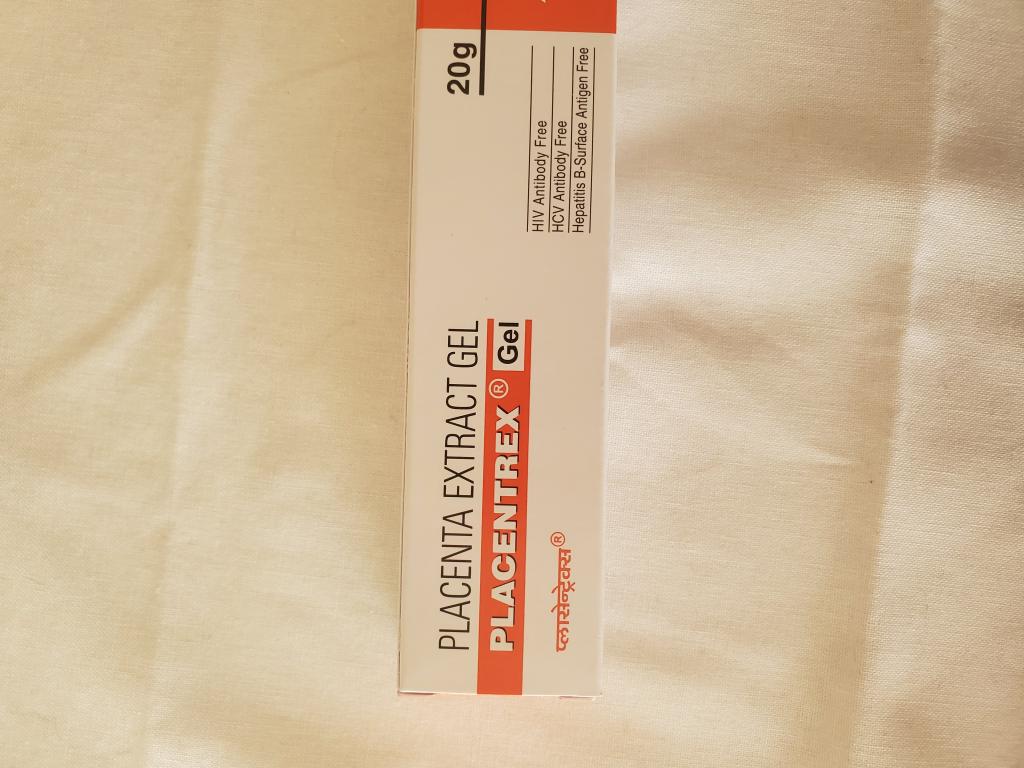 PLACENTA EXTRACT GEL
20g
PLACENTREX® Gel
प्लासेन्ट्रेक्स®
HIV Antibody Free
HCV Antibody Free
Hepatitis B-Surface Antigen Free